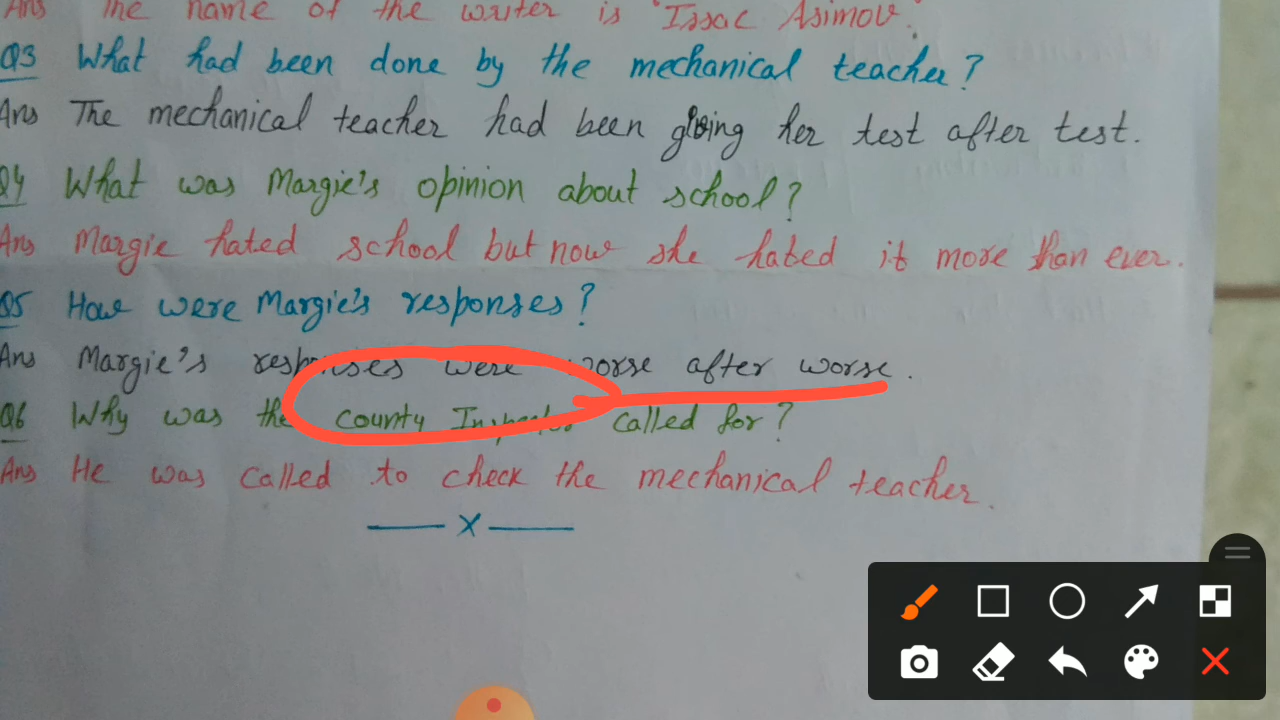 Ans The name of the writer is "Issac Asimov."
Q3 What had been done by the mechanical teacher?
Ans The mechanical teacher had been giving her test after test.
Q4 What was Margie's opinion about school?
Ans Margie hated school but now she hated it more than ever.
Q5 How were Margie's responses?
Ans Margie's responses were worse after worse.
Q6 Why was the County Inspector called for?
Ans He was called to check the mechanical teacher.
x